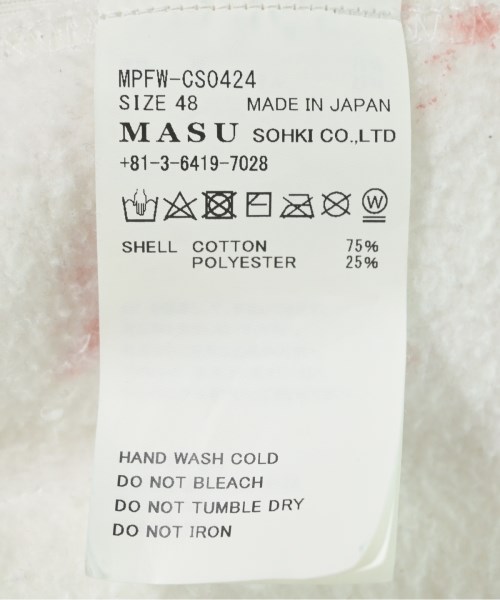 MPFW-CS0424
SIZE 48 MADE IN JAPAN
MASU SOHKI CO.,LTD
+81-3-6419-7028
W
SHELL COTTON 75%
POLYESTER 25%
HAND WASH COLD
DO NOT BLEACH
DO NOT TUMBLE DRY
DO NOT IRON